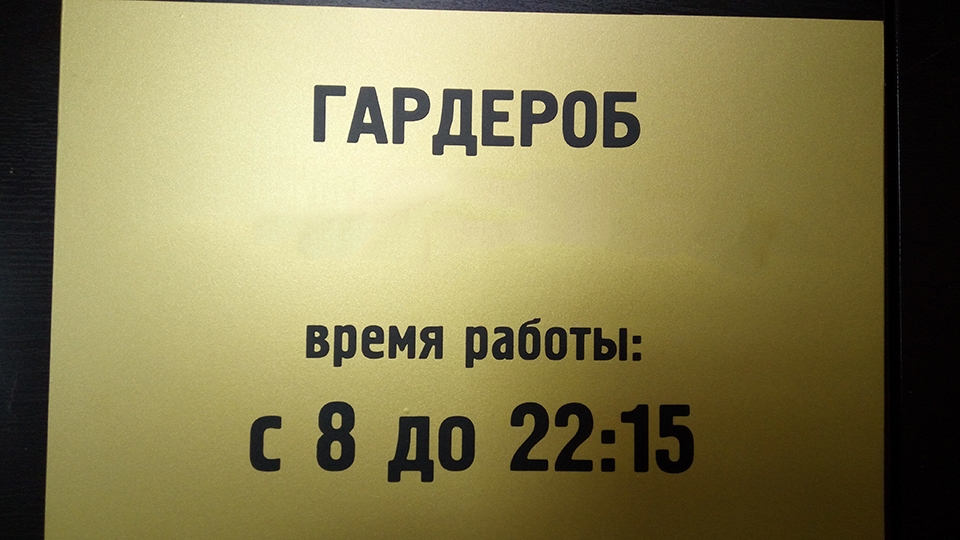 ГАРДЕРОБ
время работы:
с 8 до 22:15